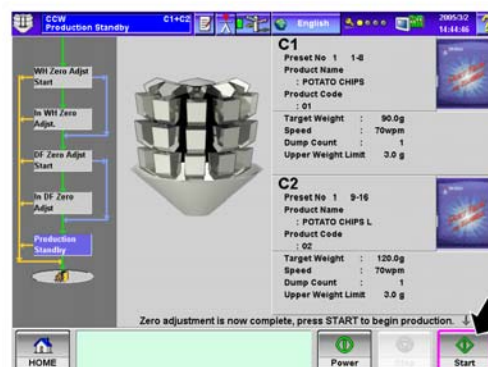 CCW
Production Standby
C1+C2
English
2005/3/2
14:44:46
WH Zero Adjst
Start
In WH Zero
Adjst.
DF Zero Adjst
Start
In DF Zero
Adjst
Production
Standby
C1
Preset No 1 1-8
Product Name
: POTATO CHIPS
Product Code
: 01
Target Weight : 90.0g
Speed : 70wpm
Dump Count : 1
Upper Weight Limit 3.0 g
C2
Preset No 1 9-16
Product Name
: POTATO CHIPS L
Product Code
: 02
Target Weight : 120.0g
Speed : 70wpm
Dump Count : 1
Upper Weight Limit 3.0 g
Zero adjustment is now complete, press START to begin production.
HOME
Power
Stop
Start